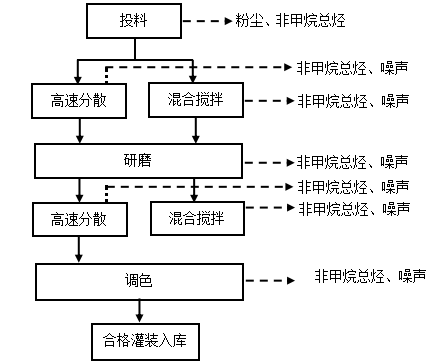 投料
粉尘、非甲烷总烃
非甲烷总烃、噪声
高速分散
混合搅拌
非甲烷总烃、噪声
研磨
非甲烷总烃、噪声
非甲烷总烃、噪声
高速分散
混合搅拌
非甲烷总烃、噪声
调色
非甲烷总烃、噪声
合格灌装入库